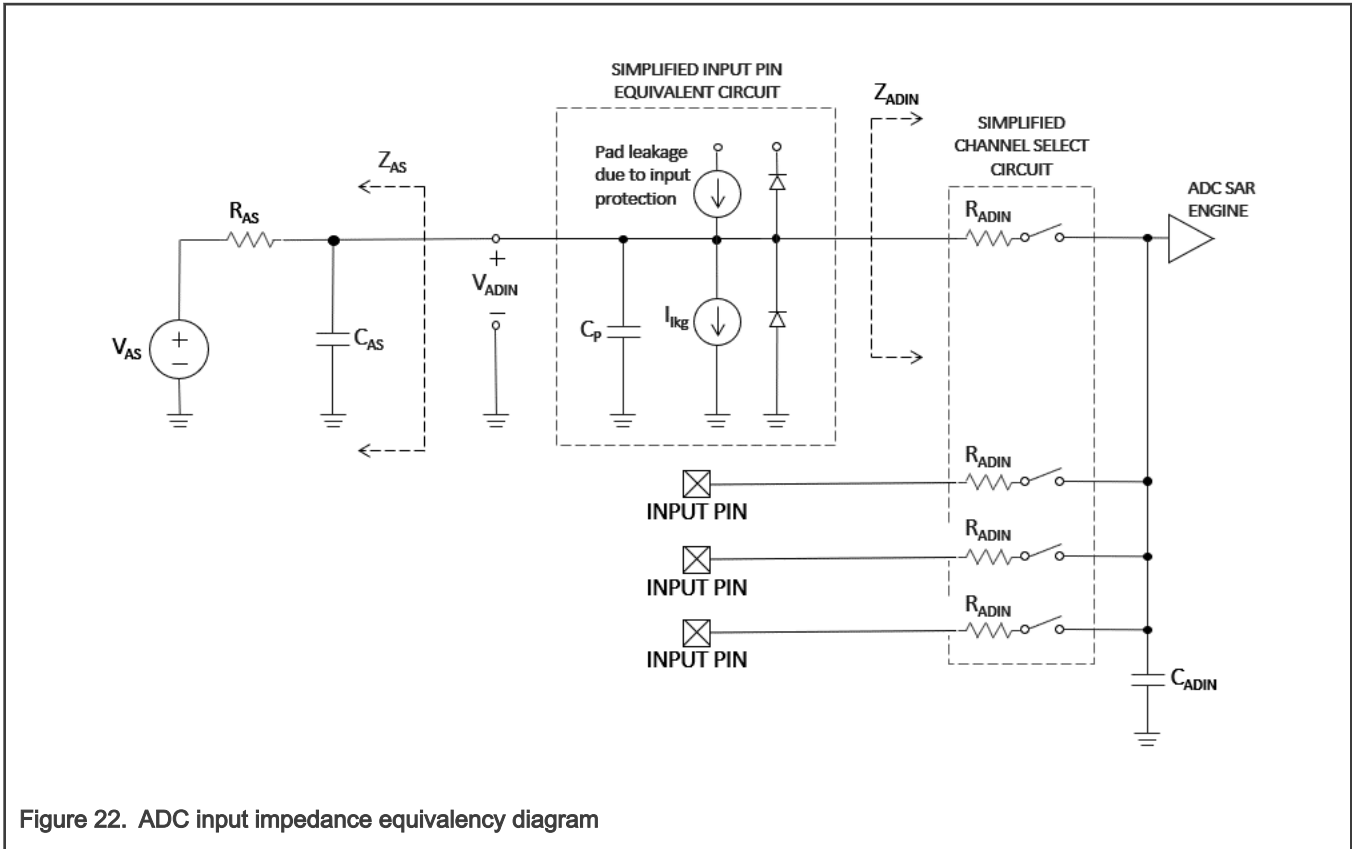 SIMPLIFIED INPUT PIN
EQUIVALENT CIRCUIT
ZADIN
SIMPLIFIED
CHANNEL SELECT
CIRCUIT
Pad leakage
due to input
protection
ZAS
RAS
RADIN
ADC SAR
ENGINE
+
VADIN
–
Ilkg
CP
VAS
+
–
CAS
RADIN
INPUT PIN
RADIN
INPUT PIN
RADIN
INPUT PIN
CADIN
Figure 22. ADC input impedance equivalency diagram